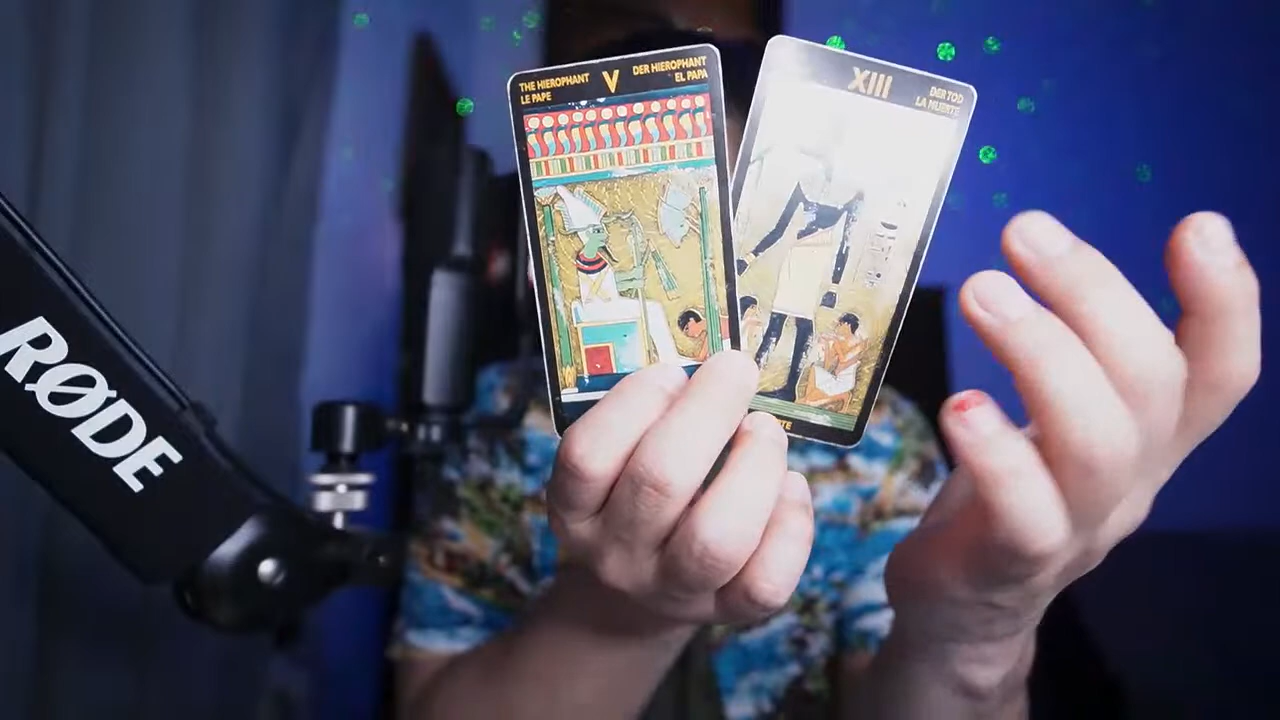 THE HIEROPHANT
LE PAPE
V
DER HIEROPHANT
EL PAPA
XIII
DER TOD
LA MUERTE
RØDE